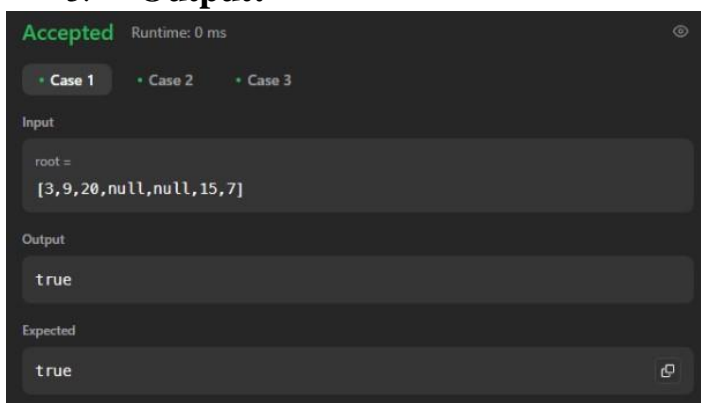 Accepted Runtime: 0 ms
• Case 1 • Case 2 • Case 3
Input
root =
[3,9,20,null,null,15,7]
Output
true
Expected
true